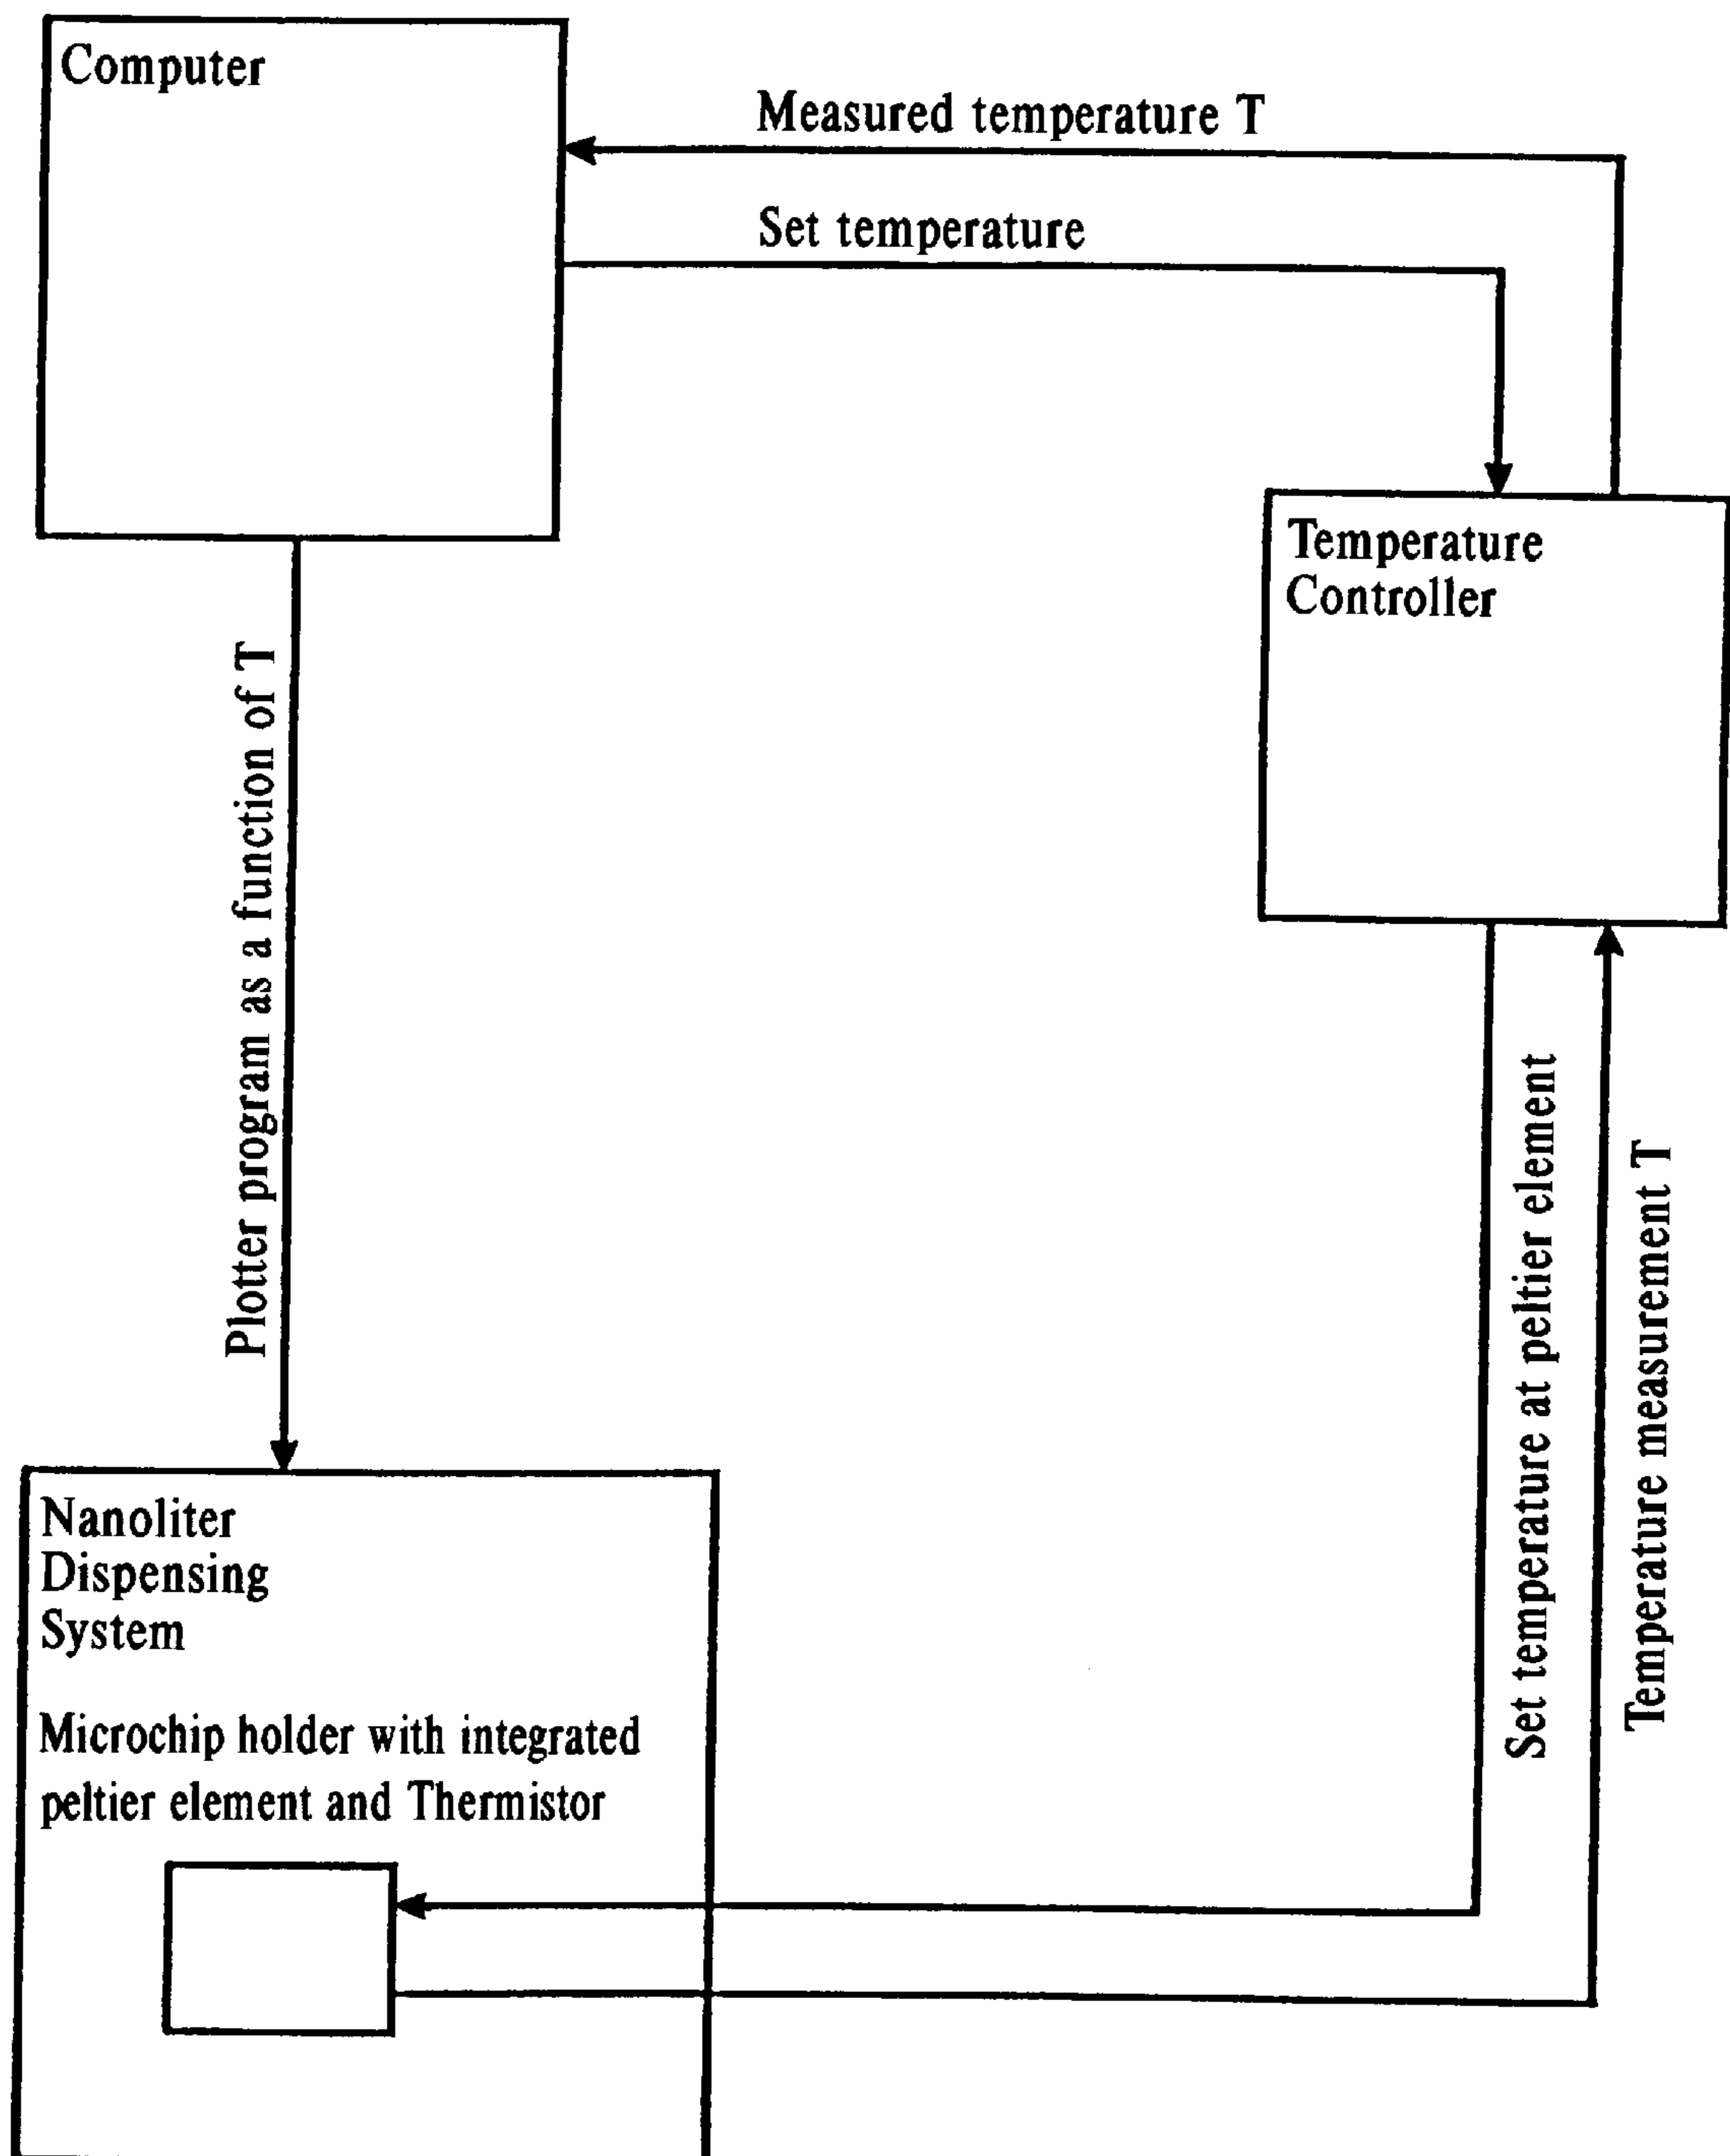 Computer
Measured temperature T
Set temperature
Temperature
Controller
Plotter program as a function of T
Set temperature at peltier element
Temperature measurement T
Nanoliter
Dispensing
System
Microchip holder with integrated
peltier element and Thermistor